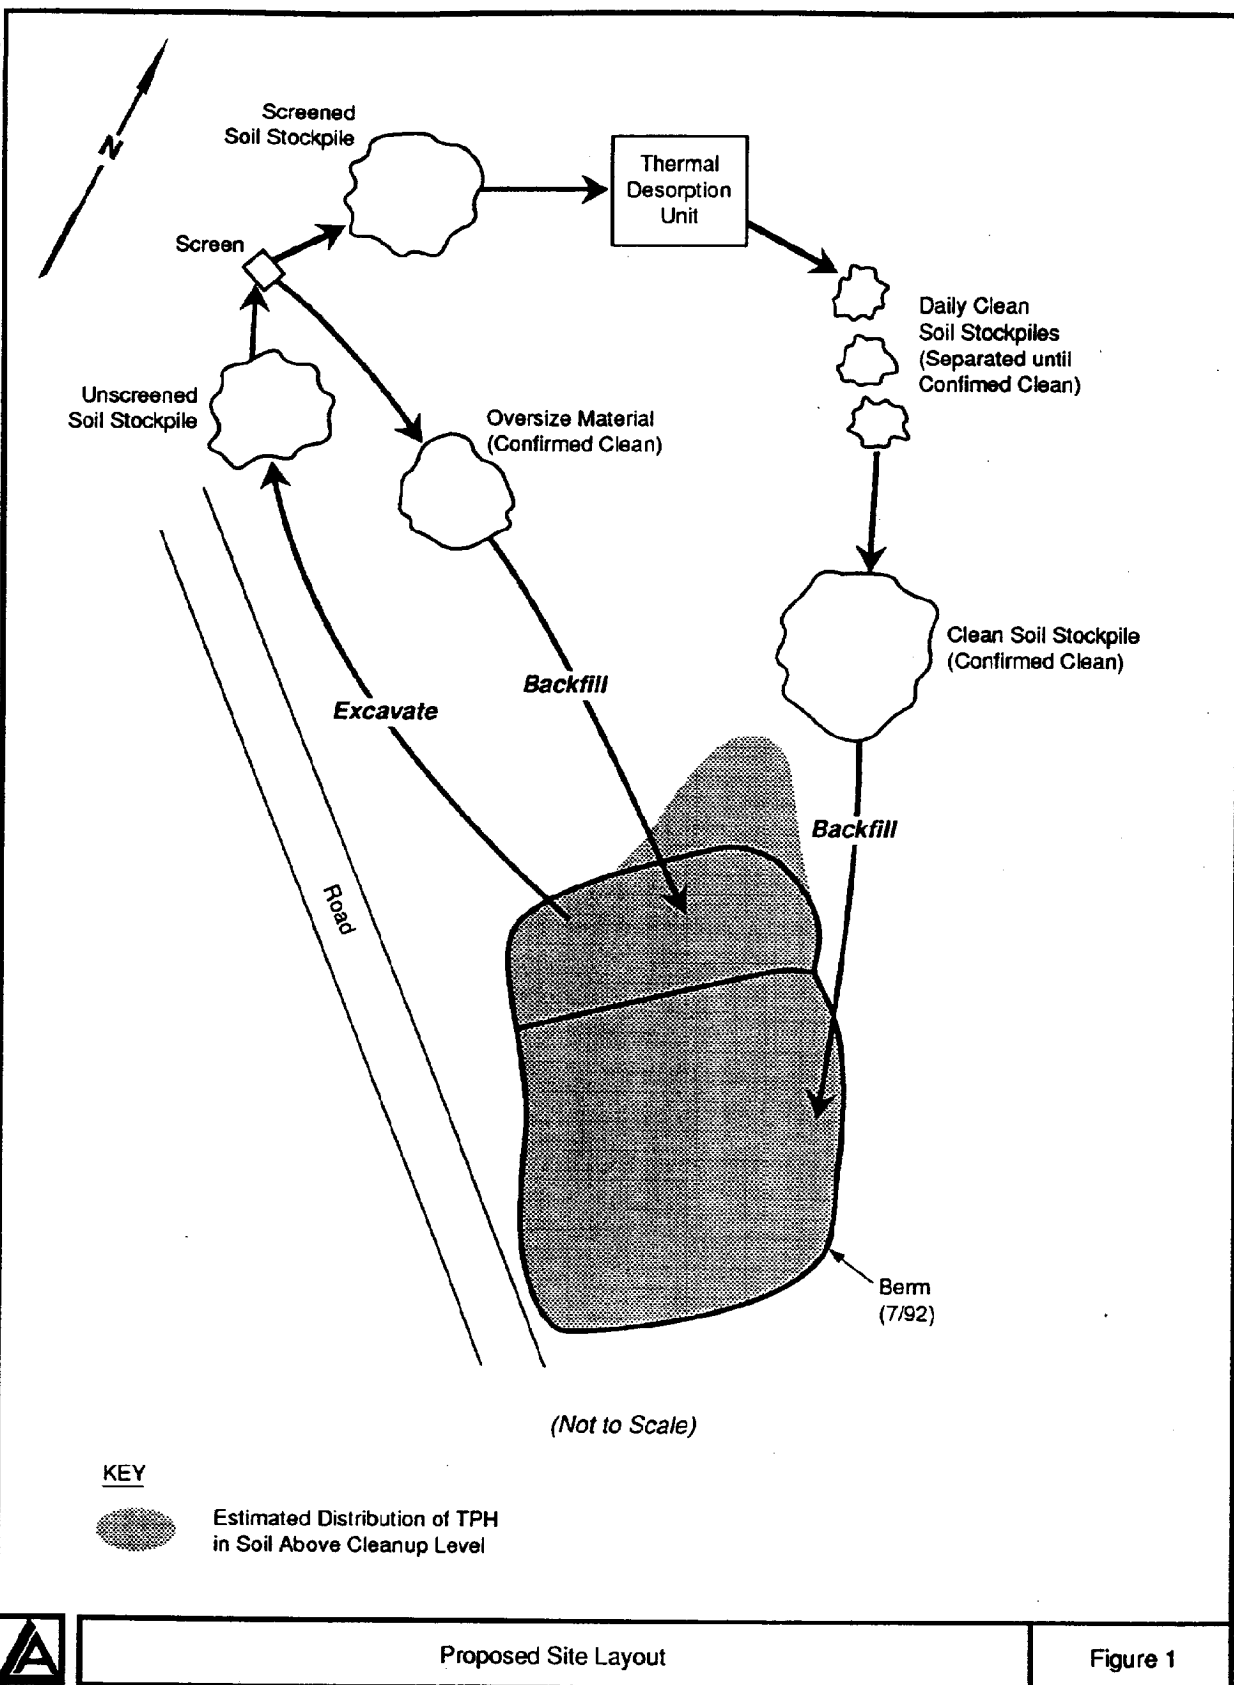 N
Screened
Soil Stockpile
Thermal
Desorption
Unit
Screen
Daily Clean
Soil Stockpiles
(Separated until
Confimed Clean)
Unscreened
Soil Stockpile
Oversize Material
(Confirmed Clean)
Clean Soil Stockpile
(Confirmed Clean)
Backfill
Excavate
Backfill
Road
Berm
(7/92)
(Not to Scale)
KEY
Estimated Distribution of TPH
in Soil Above Cleanup Level
A
Proposed Site Layout
Figure 1